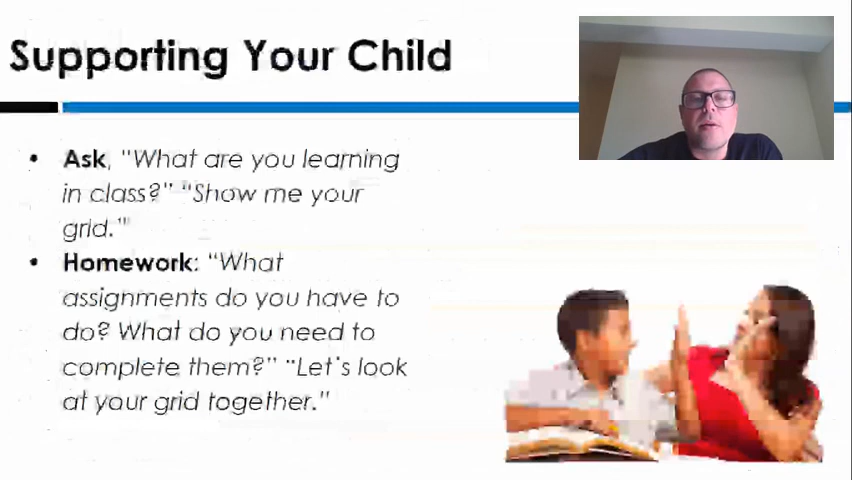 Supporting Your Child
• Ask, "What are you learning
in class?" "Show me your
grid."
• Homework: "What
assignments do you have to
do? What do you need to
complete them?" "Let's look
at your grid together."